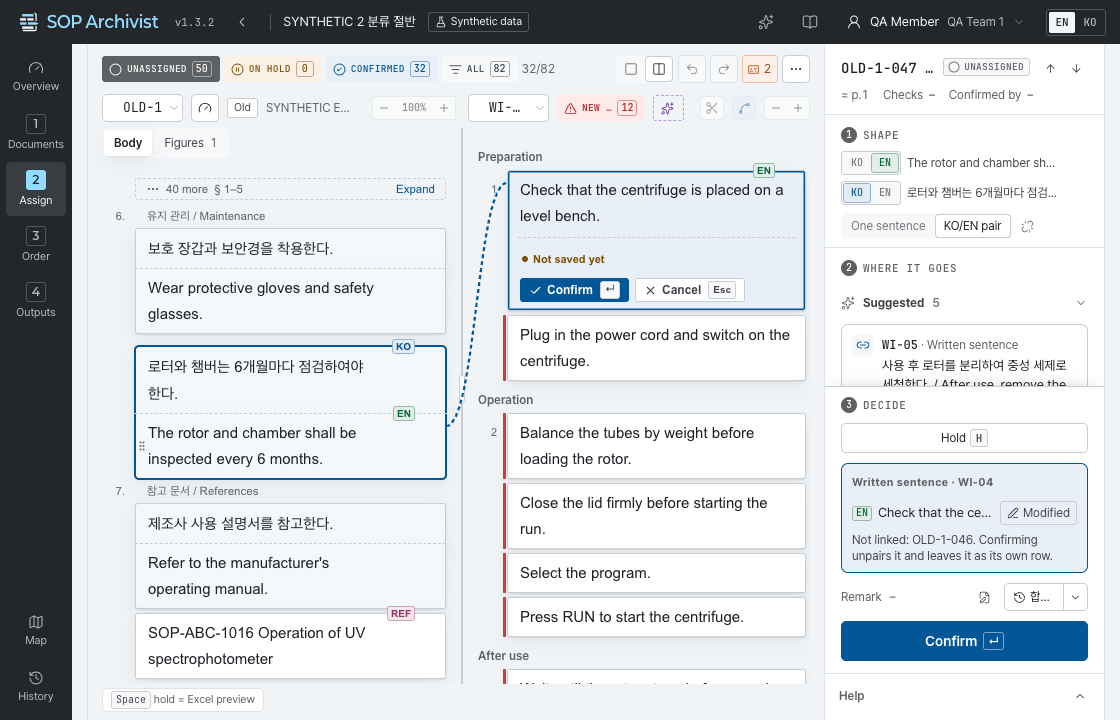 SOP Archivist v1.3.2 SYNTHETIC 2 분류 절반 Synthetic data QA Member QA Team 1 EN KO
Overview
1
Documents
2
Assign
3
Order
4
Outputs
Map
History
UNASSIGNED 50 ON HOLD 0 CONFIRMED 32 ALL 82 32/82 2 ...
OLD-1 Old SYNTHETIC E... − 100% + WI-... NEW … 12 − +
Body Figures 1
... 40 more § 1–5 Expand
6. 유지 관리 / Maintenance
보호 장갑과 보안경을 착용한다.
Wear protective gloves and safety
glasses.
KO
로터와 챔버는 6개월마다 점검하여야
한다.
EN
The rotor and chamber shall be
inspected every 6 months.
7. 참고 문서 / References
제조사 사용 설명서를 참고한다.
Refer to the manufacturer's
operating manual.
REF
SOP-ABC-1016 Operation of UV
spectrophotometer
Space hold = Excel preview
Preparation
EN
1
Check that the centrifuge is placed on a
level bench.
Not saved yet
Confirm ↵ Cancel Esc
Plug in the power cord and switch on the
centrifuge.
Operation
2
Balance the tubes by weight before
loading the rotor.
Close the lid firmly before starting the
run.
Select the program.
Press RUN to start the centrifuge.
After use
OLD-1-047 … UNASSIGNED ↑ ↓
≈ p.1 Checks – Confirmed by –
1 SHAPE
KO EN The rotor and chamber sh...
KO EN 로터와 챔버는 6개월마다 점검...
One sentence KO/EN pair
2 WHERE IT GOES
Suggested 5
WI-05 · Written sentence
사용 후 로터를 분리하여 중성 세제로
세척한다. / After use, remove the
3 DECIDE
Hold H
Written sentence · WI-04
EN Check that the ce... Modified
Not linked: OLD-1-046. Confirming
unpairs it and leaves it as its own row.
Remark – 합...
Confirm ↵
Help